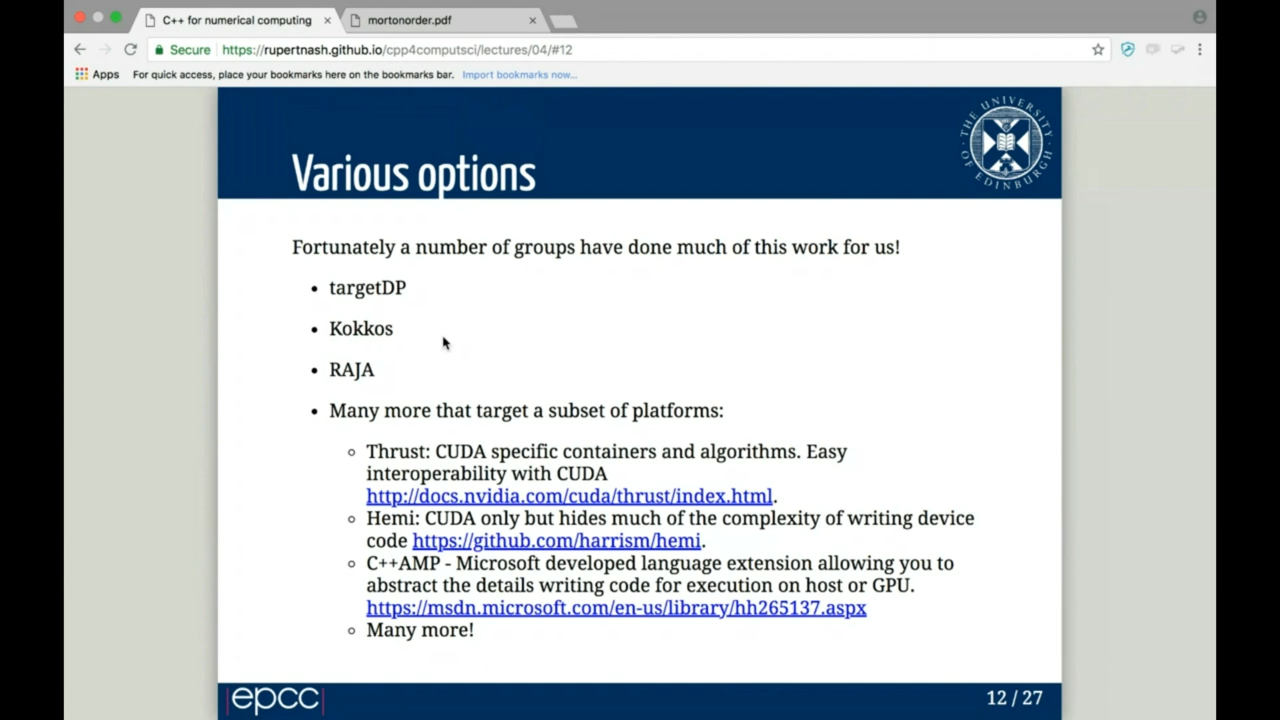 C++ for numerical computing
mortonorder.pdf
Secure https://rupertnash.github.io/cpp4computsci/lectures/04/#12
Apps For quick access, place your bookmarks here on the bookmarks bar. Import bookmarks now...
THE UNIVERSITY OF EDINBURGH
Various options
Fortunately a number of groups have done much of this work for us!
• targetDP
• Kokkos
• RAJA
• Many more that target a subset of platforms:
◦ Thrust: CUDA specific containers and algorithms. Easy
interoperability with CUDA
http://docs.nvidia.com/cuda/thrust/index.html.
◦ Hemi: CUDA only but hides much of the complexity of writing device
code https://github.com/harrism/hemi.
◦ C++AMP - Microsoft developed language extension allowing you to
abstract the details writing code for execution on host or GPU.
https://msdn.microsoft.com/en-us/library/hh265137.aspx
◦ Many more!
epcc
12 / 27